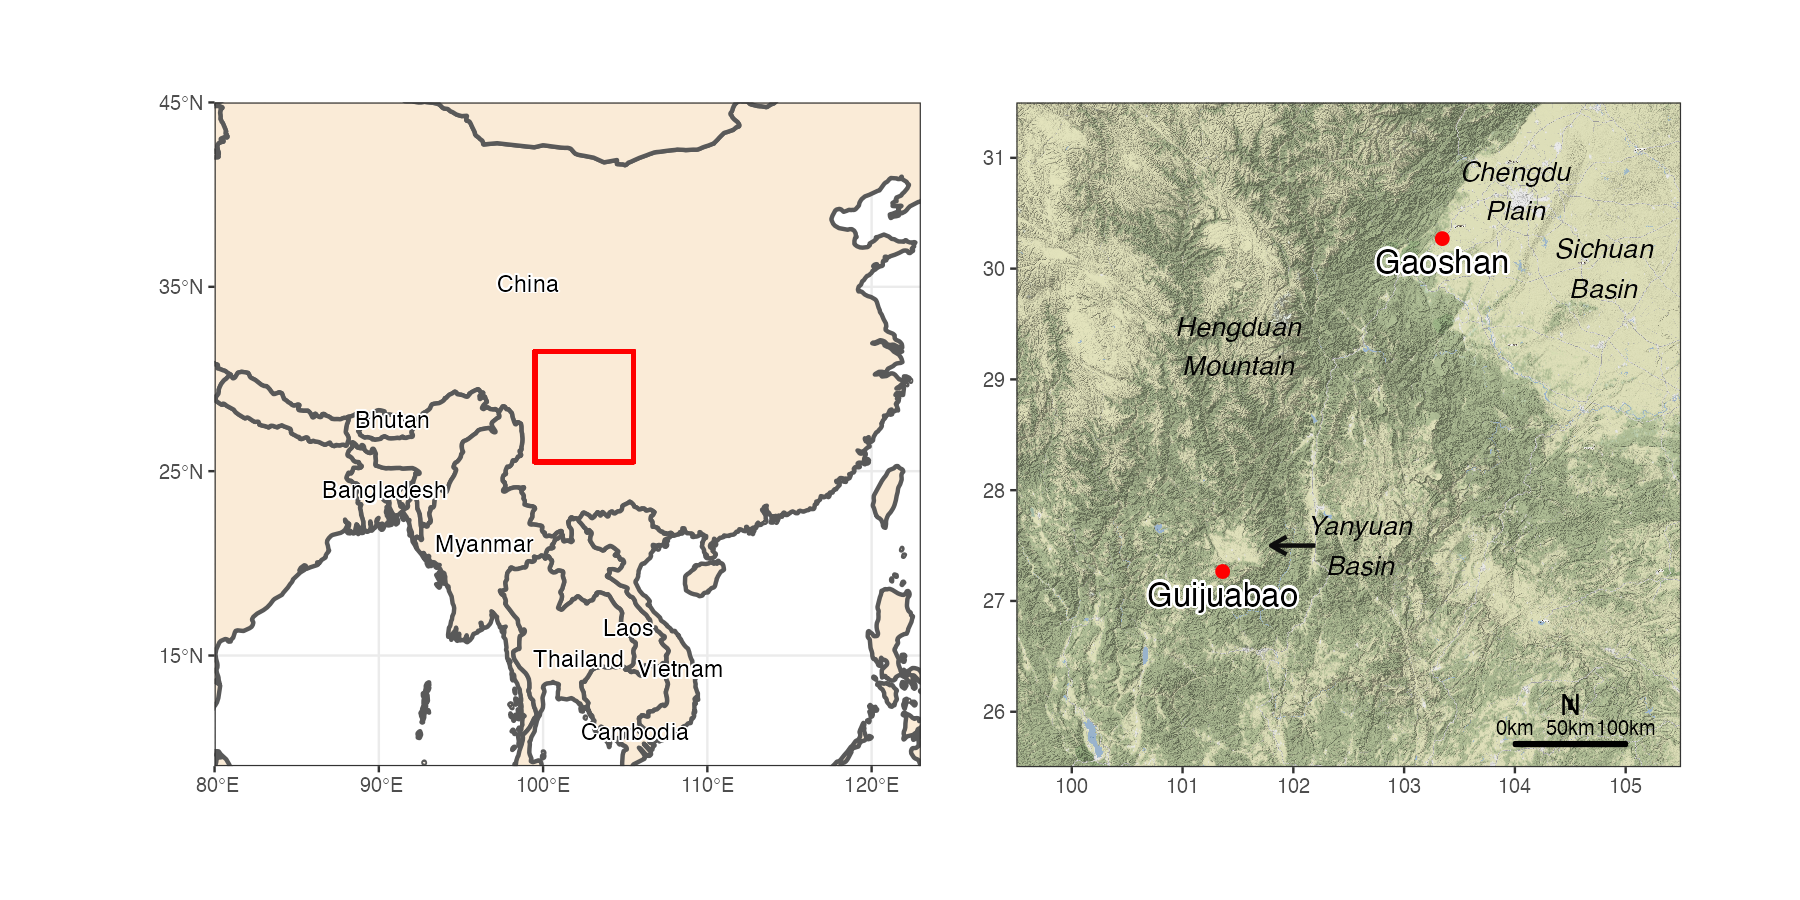 45°N
35°N
25°N
15°N
80°E
90°E
100°E
110°E
120°E
China
Bhutan
Bangladesh
Myanmar
Laos
Thailand
Vietnam
Cambodia
31
30
29
28
27
26
100
101
102
103
104
105
Chengdu
Plain
Gaoshan
Sichuan
Basin
Hengduan
Mountain
Yanyuan
Basin
Guijuabao
N
0km 50km 100km